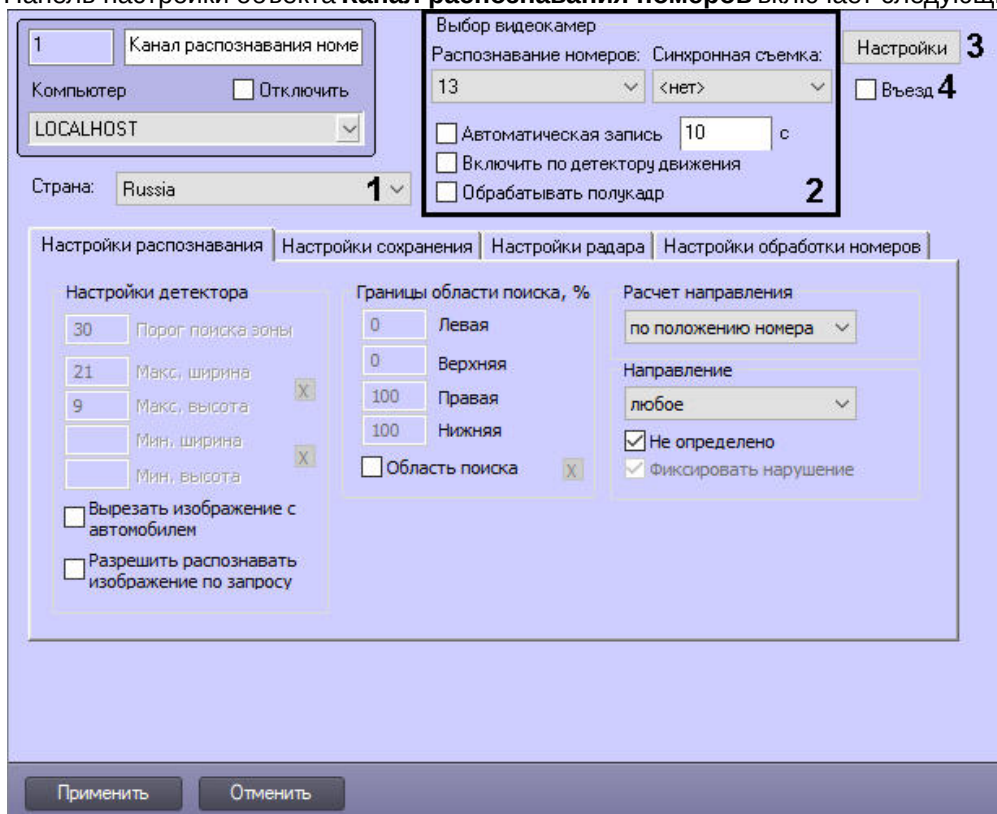 Панель настройки объекта Канал распознавания номеров включает следующ
1 Канал распознавания номе
Компьютер Отключить
LOCALHOST
Страна: Russia 1
Выбор видеокамер
Распознавание номеров: Синхронная съемка:
13 <нет>
Автоматическая запись 10 с
Включить по детектору движения
Обрабатывать полукадр 2
Настройки 3
Въезд 4
Настройки распознавания Настройки сохранения Настройки радара Настройки обработки номеров
Настройки детектора
30 Порог поиска зоны
21 Макс. ширина
X
9 Макс. высота
Мин. ширина
X
Мин. высота
Вырезать изображение с
автомобилем
Разрешить распознавать
изображение по запросу
Границы области поиска, %
0 Левая
0 Верхняя
100 Правая
100 Нижняя
Область поиска X
Расчет направления
по положению номера
Направление
любое
Не определено
Фиксировать нарушение
Применить Отменить